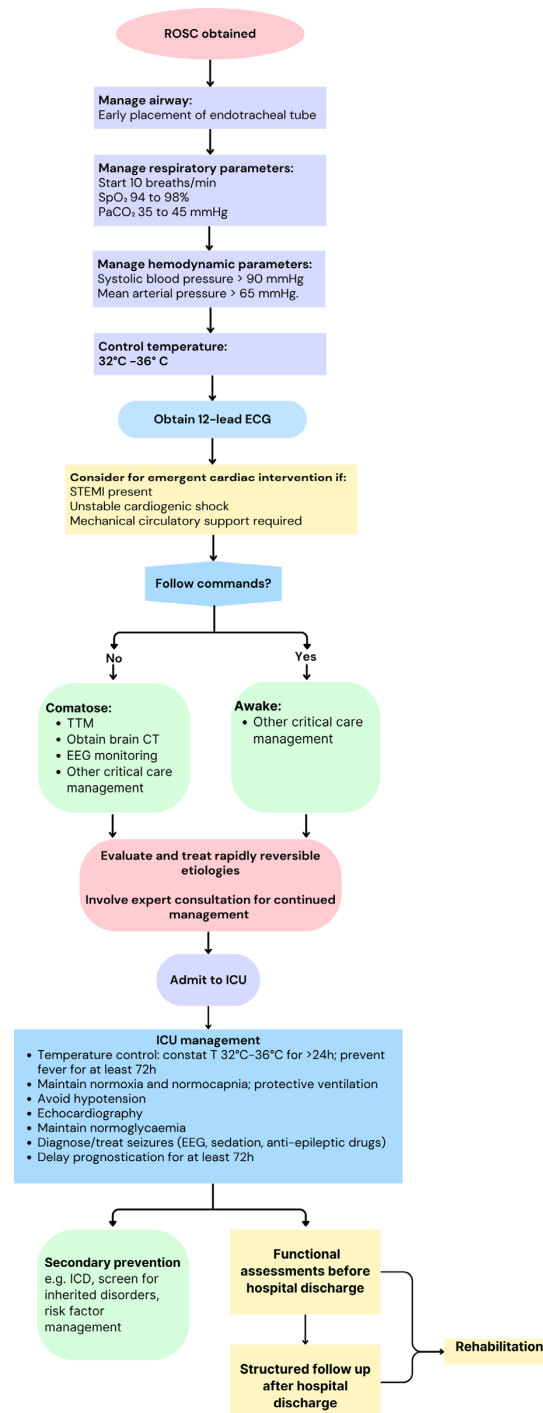 ROSC obtained
Manage airway:
Early placement of endotracheal tube
Manage respiratory parameters:
Start 10 breaths/min
SpO₂ 94 to 98%
PaCO₂ 35 to 45 mmHg
Manage hemodynamic parameters:
Systolic blood pressure > 90 mmHg
Mean arterial pressure > 65 mmHg.
Control temperature:
32°C -36° C
Obtain 12-lead ECG
Consider for emergent cardiac intervention if:
STEMI present
Unstable cardiogenic shock
Mechanical circulatory support required
Follow commands?
No
Yes
Comatose:
• TTM
• Obtain brain CT
• EEG monitoring
• Other critical care
management
Awake:
• Other critical care
management
Evaluate and treat rapidly reversible
etiologies
Involve expert consultation for continued
management
Admit to ICU
ICU management
• Temperature control: constat T 32°C-36°C for >24h; prevent
fever for at least 72h
• Maintain normoxia and normocapnia; protective ventilation
• Avoid hypotension
• Echocardiography
• Maintain normoglycaemia
• Diagnose/treat seizures (EEG, sedation, anti-epileptic drugs)
• Delay prognostication for at least 72h
Secondary prevention
e.g. ICD, screen for
inherited disorders,
risk factor
management
Functional
assessments before
hospital discharge
Structured follow up
after hospital
discharge
Rehabilitation